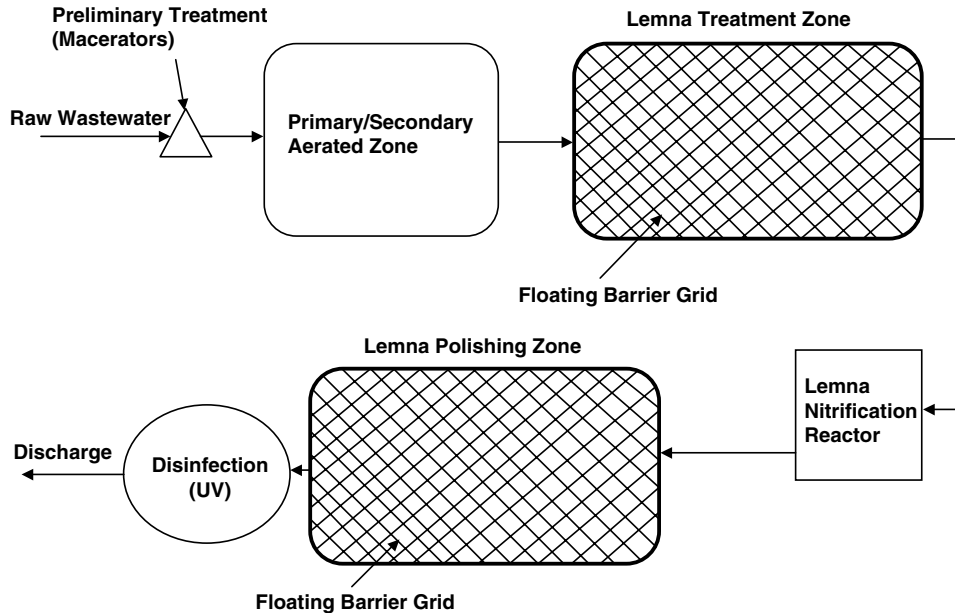 Preliminary Treatment
(Macerators)
Lemna Treatment Zone
Raw Wastewater
Primary/Secondary
Aerated Zone
Floating Barrier Grid
Lemna Polishing Zone
Lemna
Nitrification
Reactor
Discharge
Disinfection
(UV)
Floating Barrier Grid